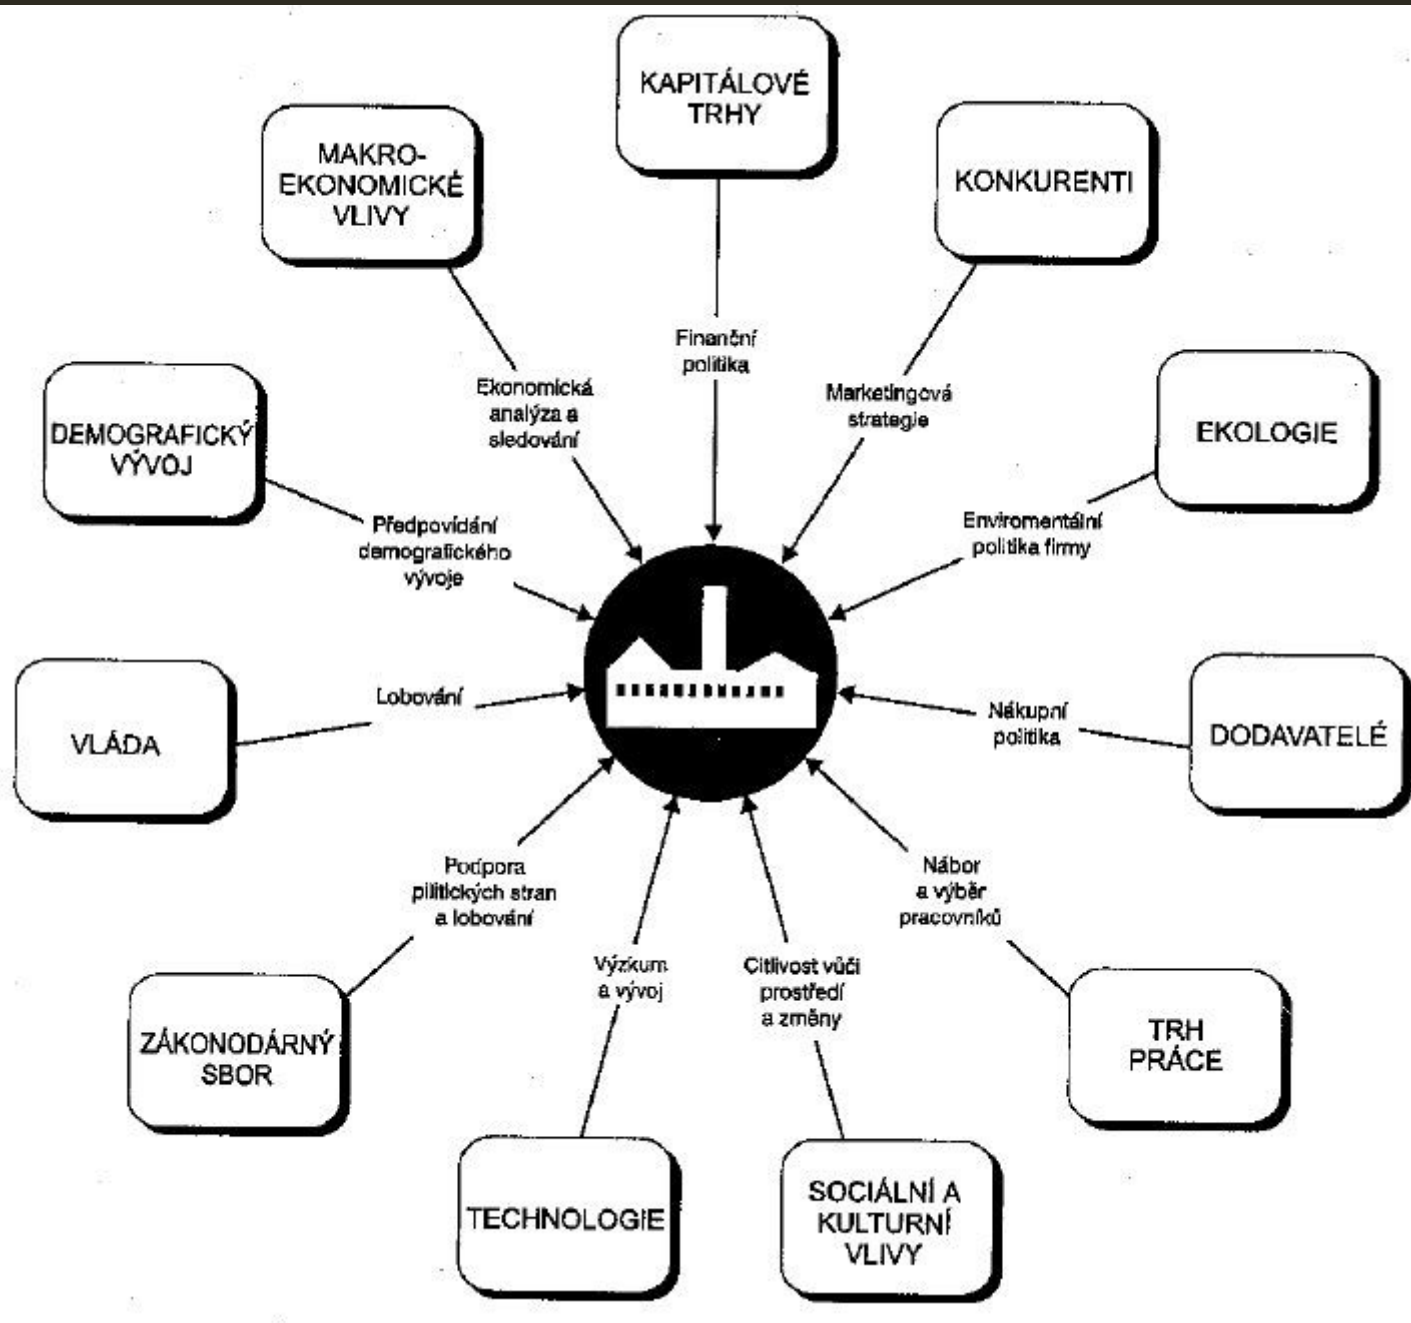 KAPITÁLOVÉ
TRHY
MAKRO-
EKONOMICKÉ
VLIVY
KONKURENTI
Finanční
politika
Ekonomická
analýza a
sledování
Marketingová
strategie
DEMOGRAFICKÝ
VÝVOJ
EKOLOGIE
Předpovídání
demografického
vývoje
Enviromentální
politika firmy
VLÁDA
Lobování
Nákupní
politika
DODAVATELÉ
Podpora
pilitických stran
a lobování
Nábor
a výběr
pracovníků
Výzkum
a vývoj
Citlivost vůči
prostředí
a změny
ZÁKONODÁRNÝ
SBOR
TRH
PRÁCE
TECHNOLOGIE
SOCIÁLNÍ A
KULTURNÍ
VLIVY